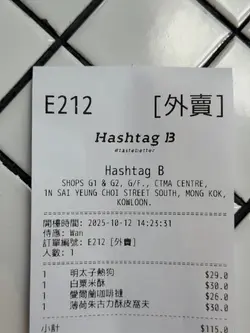 E212 [外賣]
Hashtag B
#tastebetter
Hashtag B
SHOPS G1 & G2, G/F., CTMA CENTRE,
1N SAI YEUNG CHOI STREET SOUTH, MONG KOK,
KOWLOON.
開檯時間: 2025-10-12 14:25:31
侍應: Wan
訂單編號: E212 [外賣]
人數: 1
1 明太子熱狗 $29.0
1 白粟米酥 $30.0
1 愛爾蘭咖啡撻 $26.0
1 薄荷朱古力酥皮窩夫 $30.0
小計 $115.0